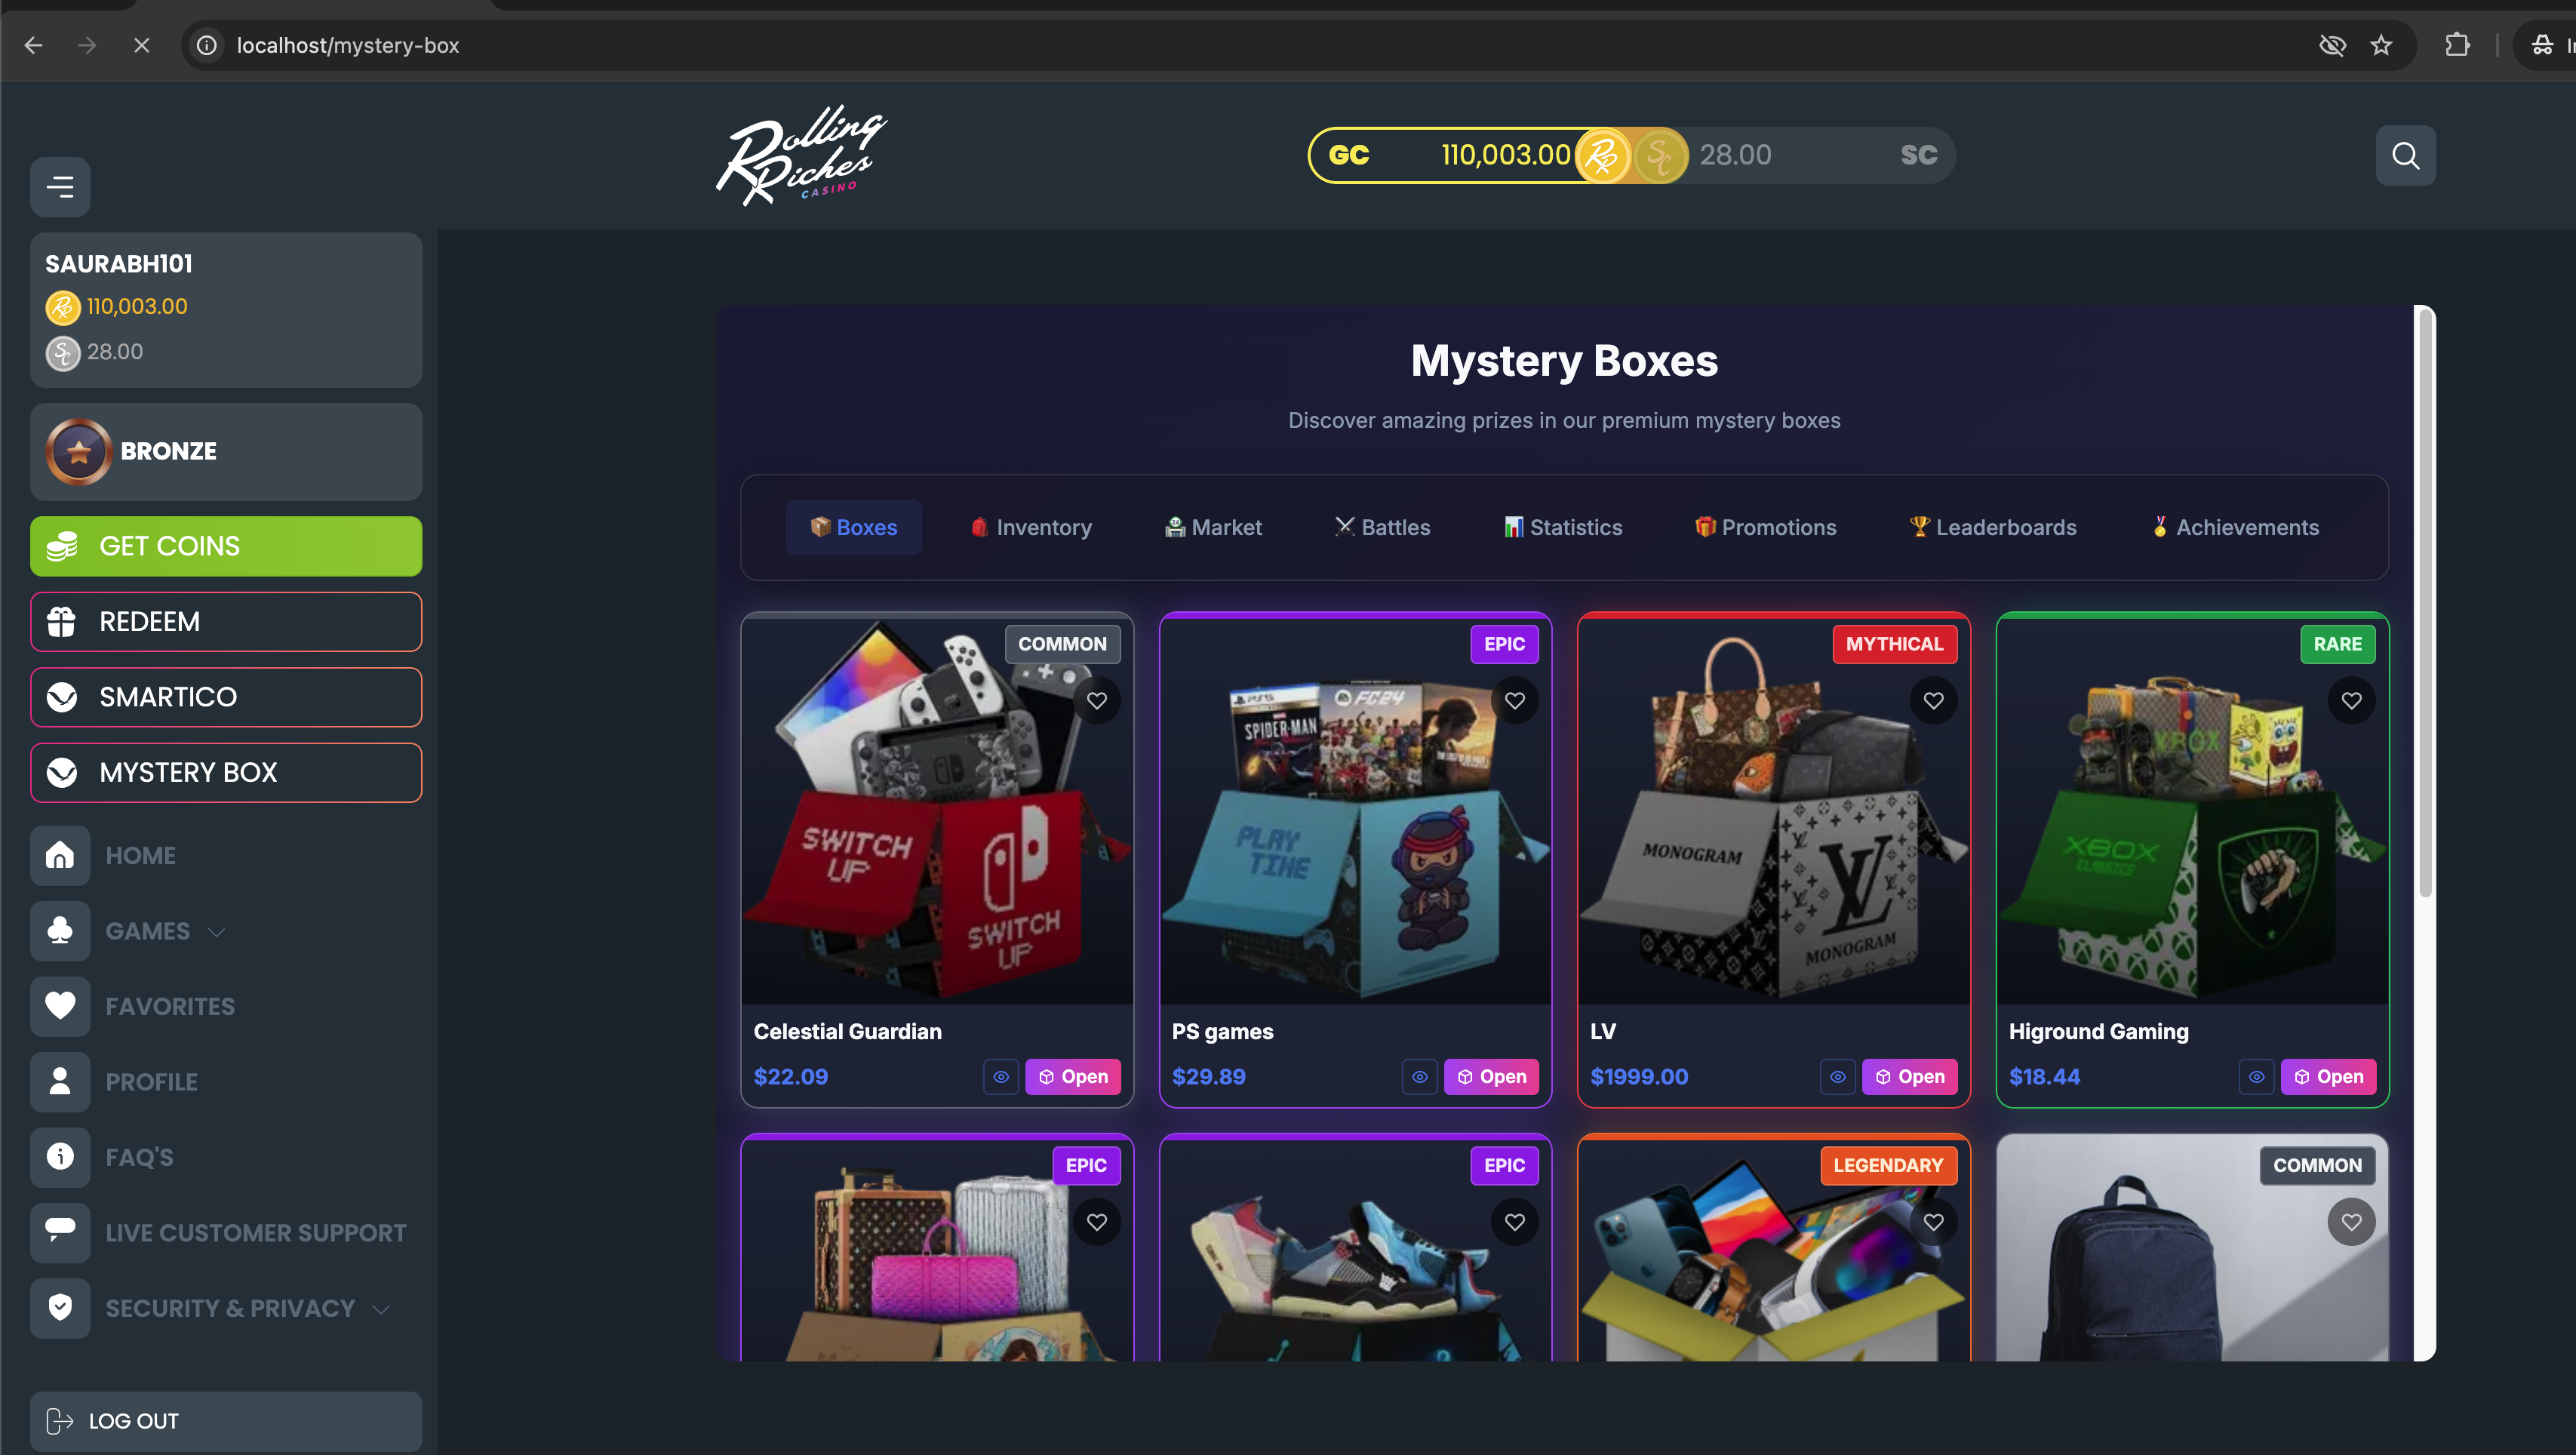 localhost/mystery-box
In
Rolling
Riches
CASINO
GC 110,003.00 28.00 SC
SAURABH101
110,003.00
28.00
BRONZE
GET COINS
REDEEM
SMARTICO
MYSTERY BOX
HOME
GAMES
FAVORITES
PROFILE
FAQ'S
LIVE CUSTOMER SUPPORT
SECURITY & PRIVACY
LOG OUT
Mystery Boxes
Discover amazing prizes in our premium mystery boxes
Boxes Inventory Market Battles Statistics Promotions Leaderboards Achievements
COMMON
SWITCH
UP
SWITCH
UP
Celestial Guardian
$22.09 Open
EPIC
PS5
SPIDER-MAN
FC24
PLAY
TIME
PS games
$29.89 Open
MYTHICAL
MONOGRAM
LV
MONOGRAM
LV
$1999.00 Open
RARE
XBOX
XBOX
CLASSICS
Higround Gaming
$18.44 Open
EPIC
EPIC
LEGENDARY
COMMON